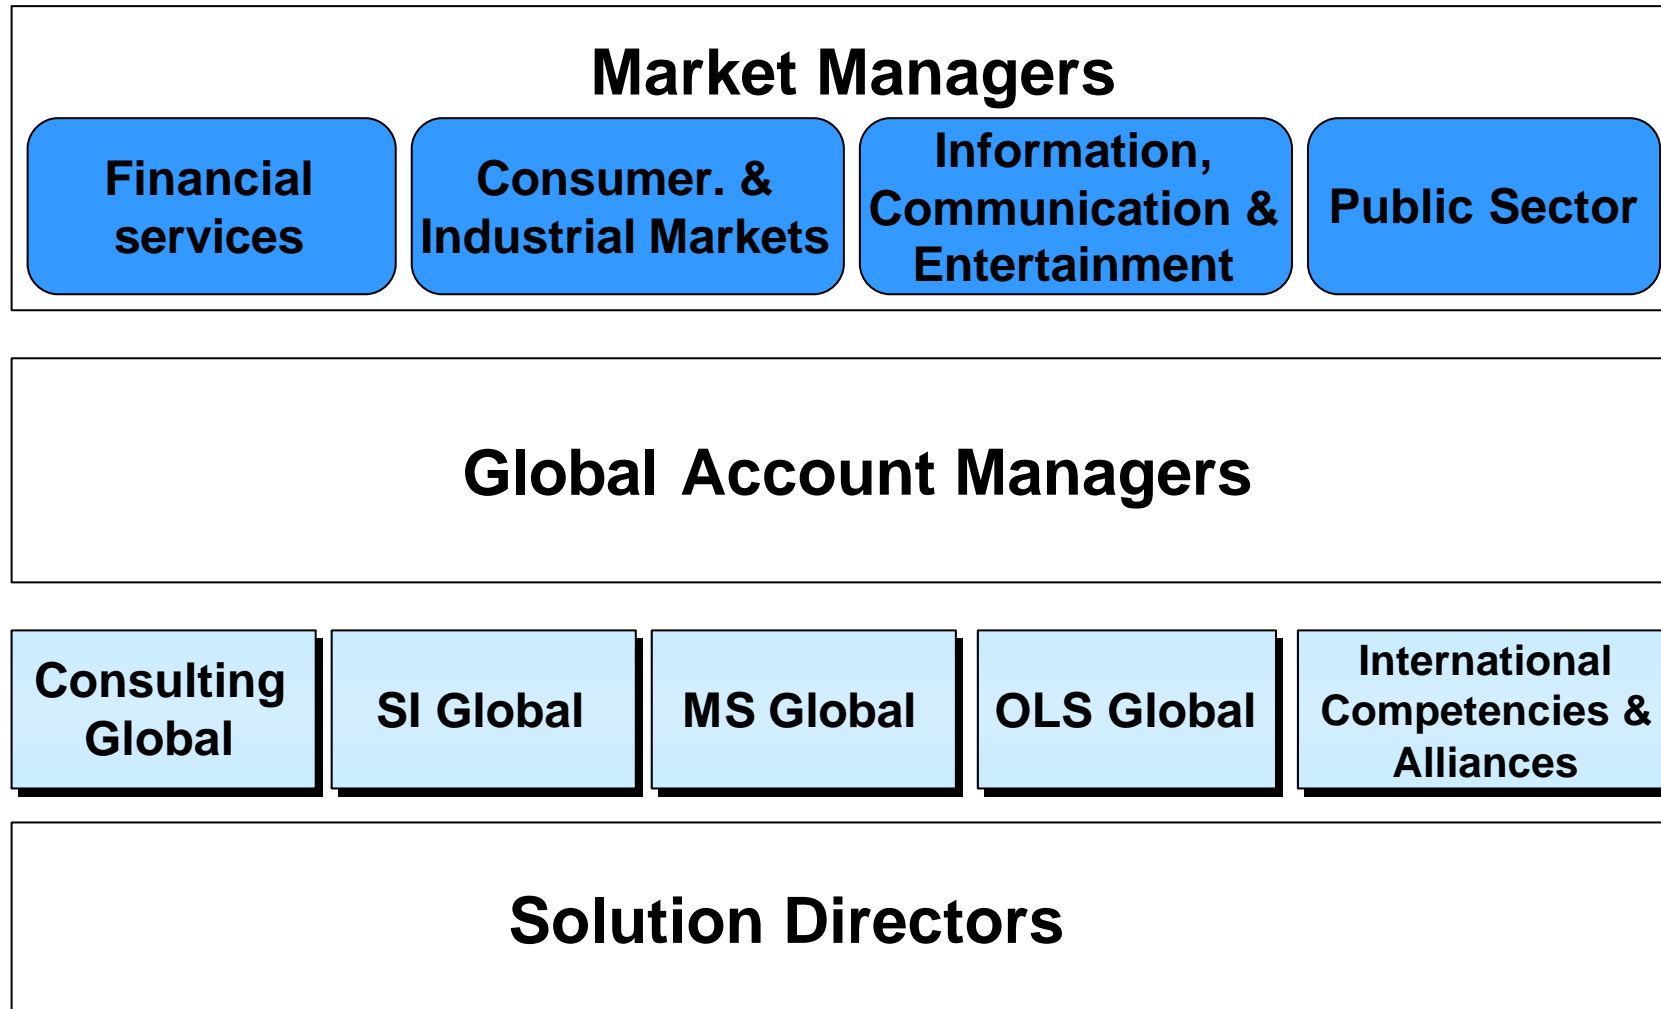 Market Managers
Financial
services
Consumer. &
Industrial Markets
Information,
Communication &
Entertainment
Public Sector
Global Account Managers
Consulting
Global
SI Global
MS Global
OLS Global
International
Competencies &
Alliances
Solution Directors